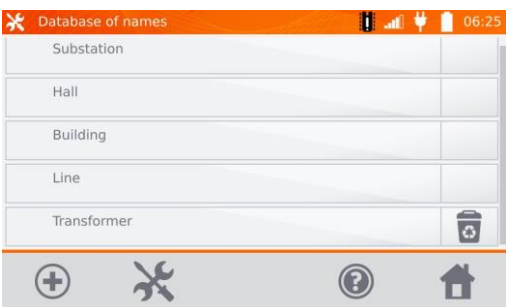 Database of names 06:25
Substation
Hall
Building
Line
Transformer